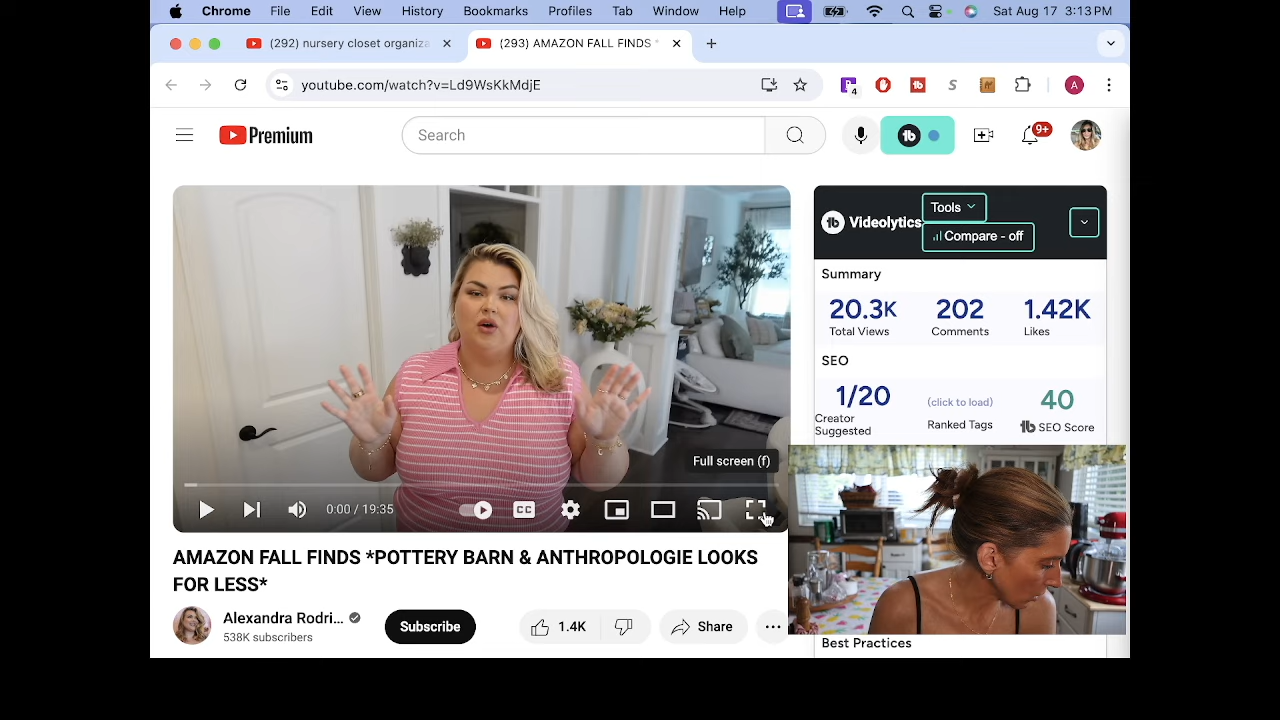 Chrome File Edit View History Bookmarks Profiles Tab Window Help Sat Aug 17 3:13 PM
(292) nursery closet organiza
(293) AMAZON FALL FINDS *
youtube.com/watch?v=Ld9WsKkMdjE
4
A
Premium
Search
9+
Videolytics
Tools
Compare - off
Summary
20.3K 202 1.42K
Total Views Comments Likes
SEO
1/20 (click to load) 40
Creator Suggested Ranked Tags SEO Score
Full screen (f)
0:00 / 19:35
CC
AMAZON FALL FINDS *POTTERY BARN & ANTHROPOLOGIE LOOKS
FOR LESS*
Alexandra Rodri...
538K subscribers
Subscribe
1.4K
Share
Best Practices